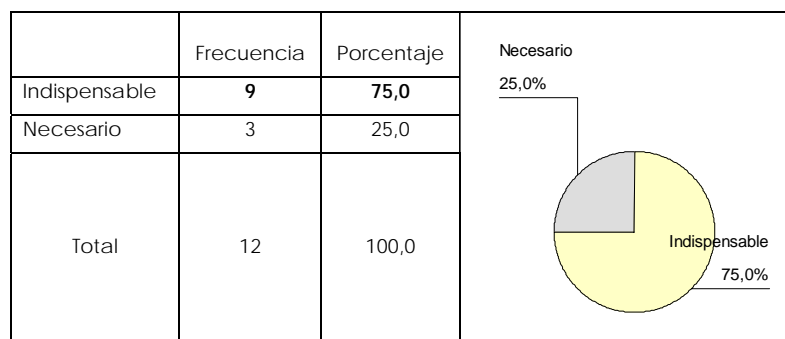 Frecuencia Porcentaje
Indispensable 9 75,0
Necesario 3 25,0
Total 12 100,0
Necesario
25,0%
Indispensable
75,0%